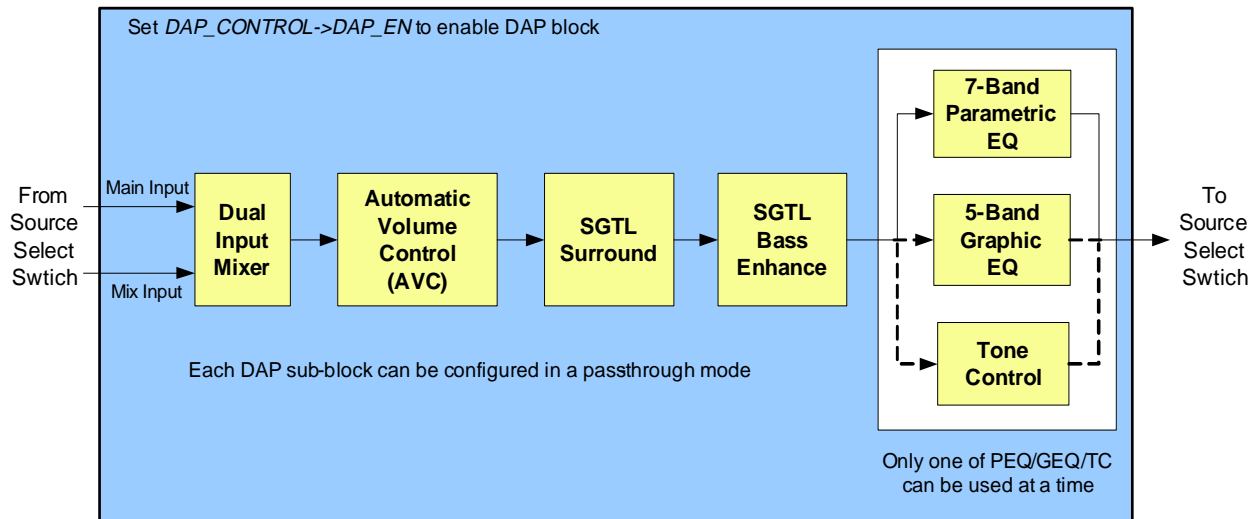 Set DAP_CONTROL->DAP_EN to enable DAP block
From
Source
Select
Swtich
Main Input
Mix Input
Dual
Input
Mixer
Automatic
Volume
Control
(AVC)
SGTL
Surround
SGTL
Bass
Enhance
7-Band
Parametric
EQ
5-Band
Graphic
EQ
Tone
Control
To
Source
Select
Swtich
Each DAP sub-block can be configured in a passthrough mode
Only one of PEQ/GEQ/TC
can be used at a time